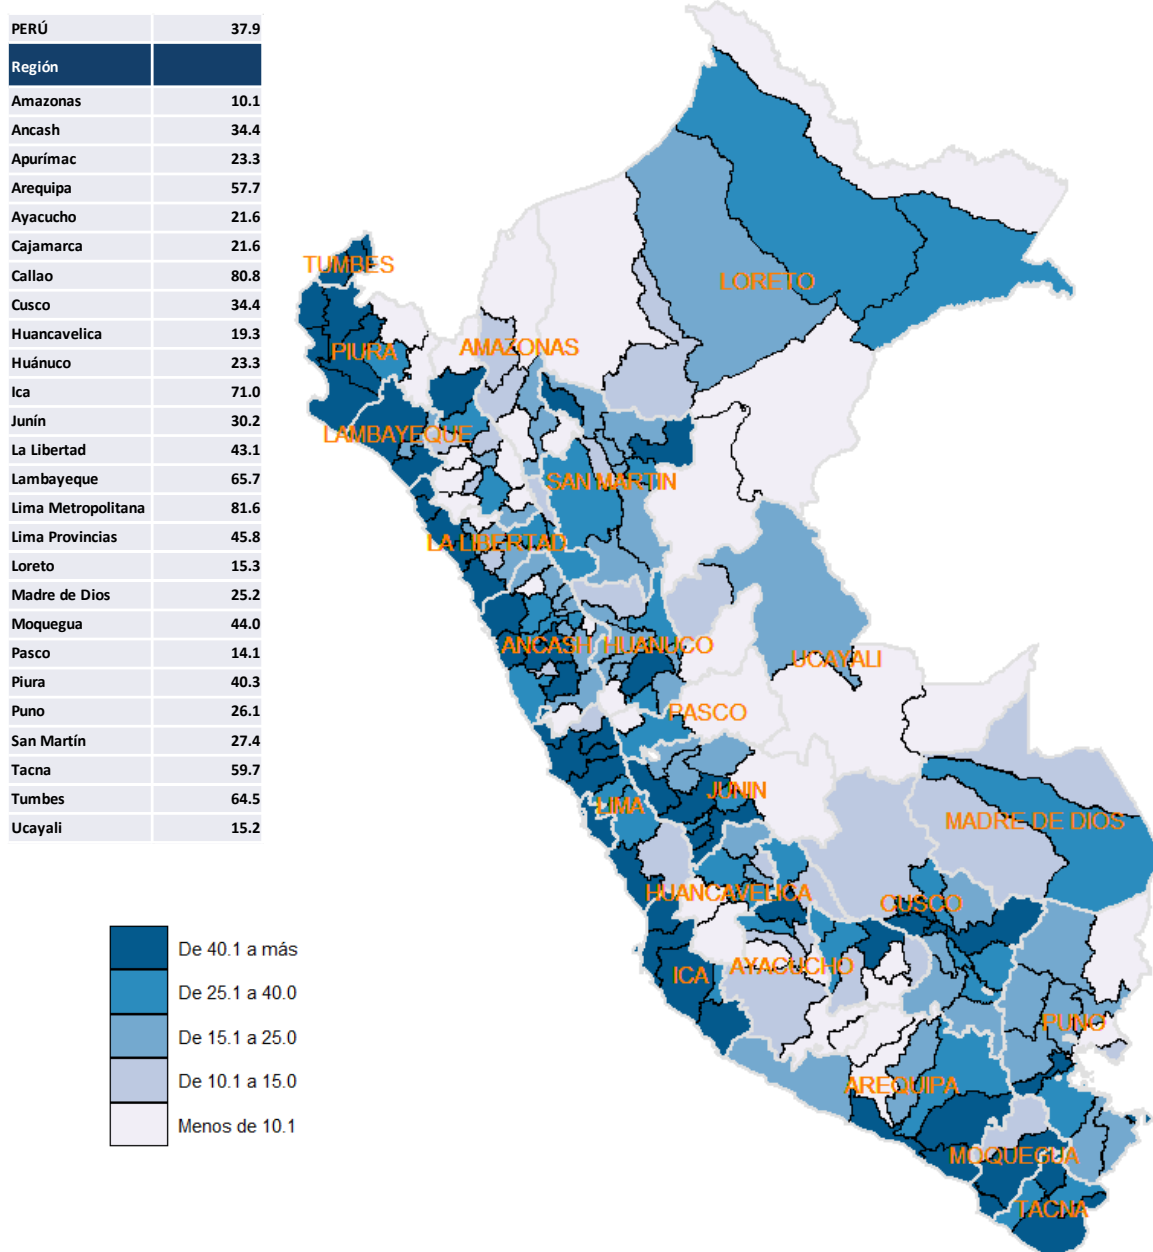 PERÚ 37.9
Región
Amazonas 10.1
Ancash 34.4
Apurímac 23.3
Arequipa 57.7
Ayacucho 21.6
Cajamarca 21.6
Callao 80.8
Cusco 34.4
Huancavelica 19.3
Huánuco 23.3
Ica 71.0
Junín 30.2
La Libertad 43.1
Lambayeque 65.7
Lima Metropolitana 81.6
Lima Provincias 45.8
Loreto 15.3
Madre de Dios 25.2
Moquegua 44.0
Pasco 14.1
Piura 40.3
Puno 26.1
San Martín 27.4
Tacna 59.7
Tumbes 64.5
Ucayali 15.2
TUMBES
LORETO
PIURA
AMAZONAS
LAMBAYEQUE
SAN MARTIN
LA LIBERTAD
ANCASH
HUANUCO
UCAYALI
PASCO
JUNIN
LIMA
MADRE DE DIOS
HUANCAVELICA
CUSCO
AYACUCHO
ICA
PUNO
AREQUIPA
MOQUEGUA
TACNA
De 40.1 a más
De 25.1 a 40.0
De 15.1 a 25.0
De 10.1 a 15.0
Menos de 10.1